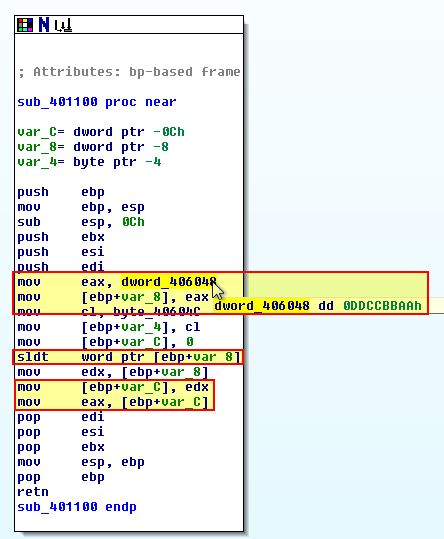 ; Attributes: bp-based frame
sub_401100 proc near
var_C= dword ptr -0Ch
var_8= dword ptr -8
var_4= byte ptr -4
push ebp
mov ebp, esp
sub esp, 0Ch
push ebx
push esi
push edi
mov eax, dword_406048
mov [ebp+var_8], eax
dword_406048 dd 0DDCCBBAAh
mov cl, byte_40604C
mov [ebp+var_4], cl
mov [ebp+var_C], 0
sldt word ptr [ebp+var_8]
mov edx, [ebp+var_8]
mov [ebp+var_C], edx
mov eax, [ebp+var_C]
pop edi
pop esi
pop ebx
mov esp, ebp
pop ebp
retn
sub_401100 endp